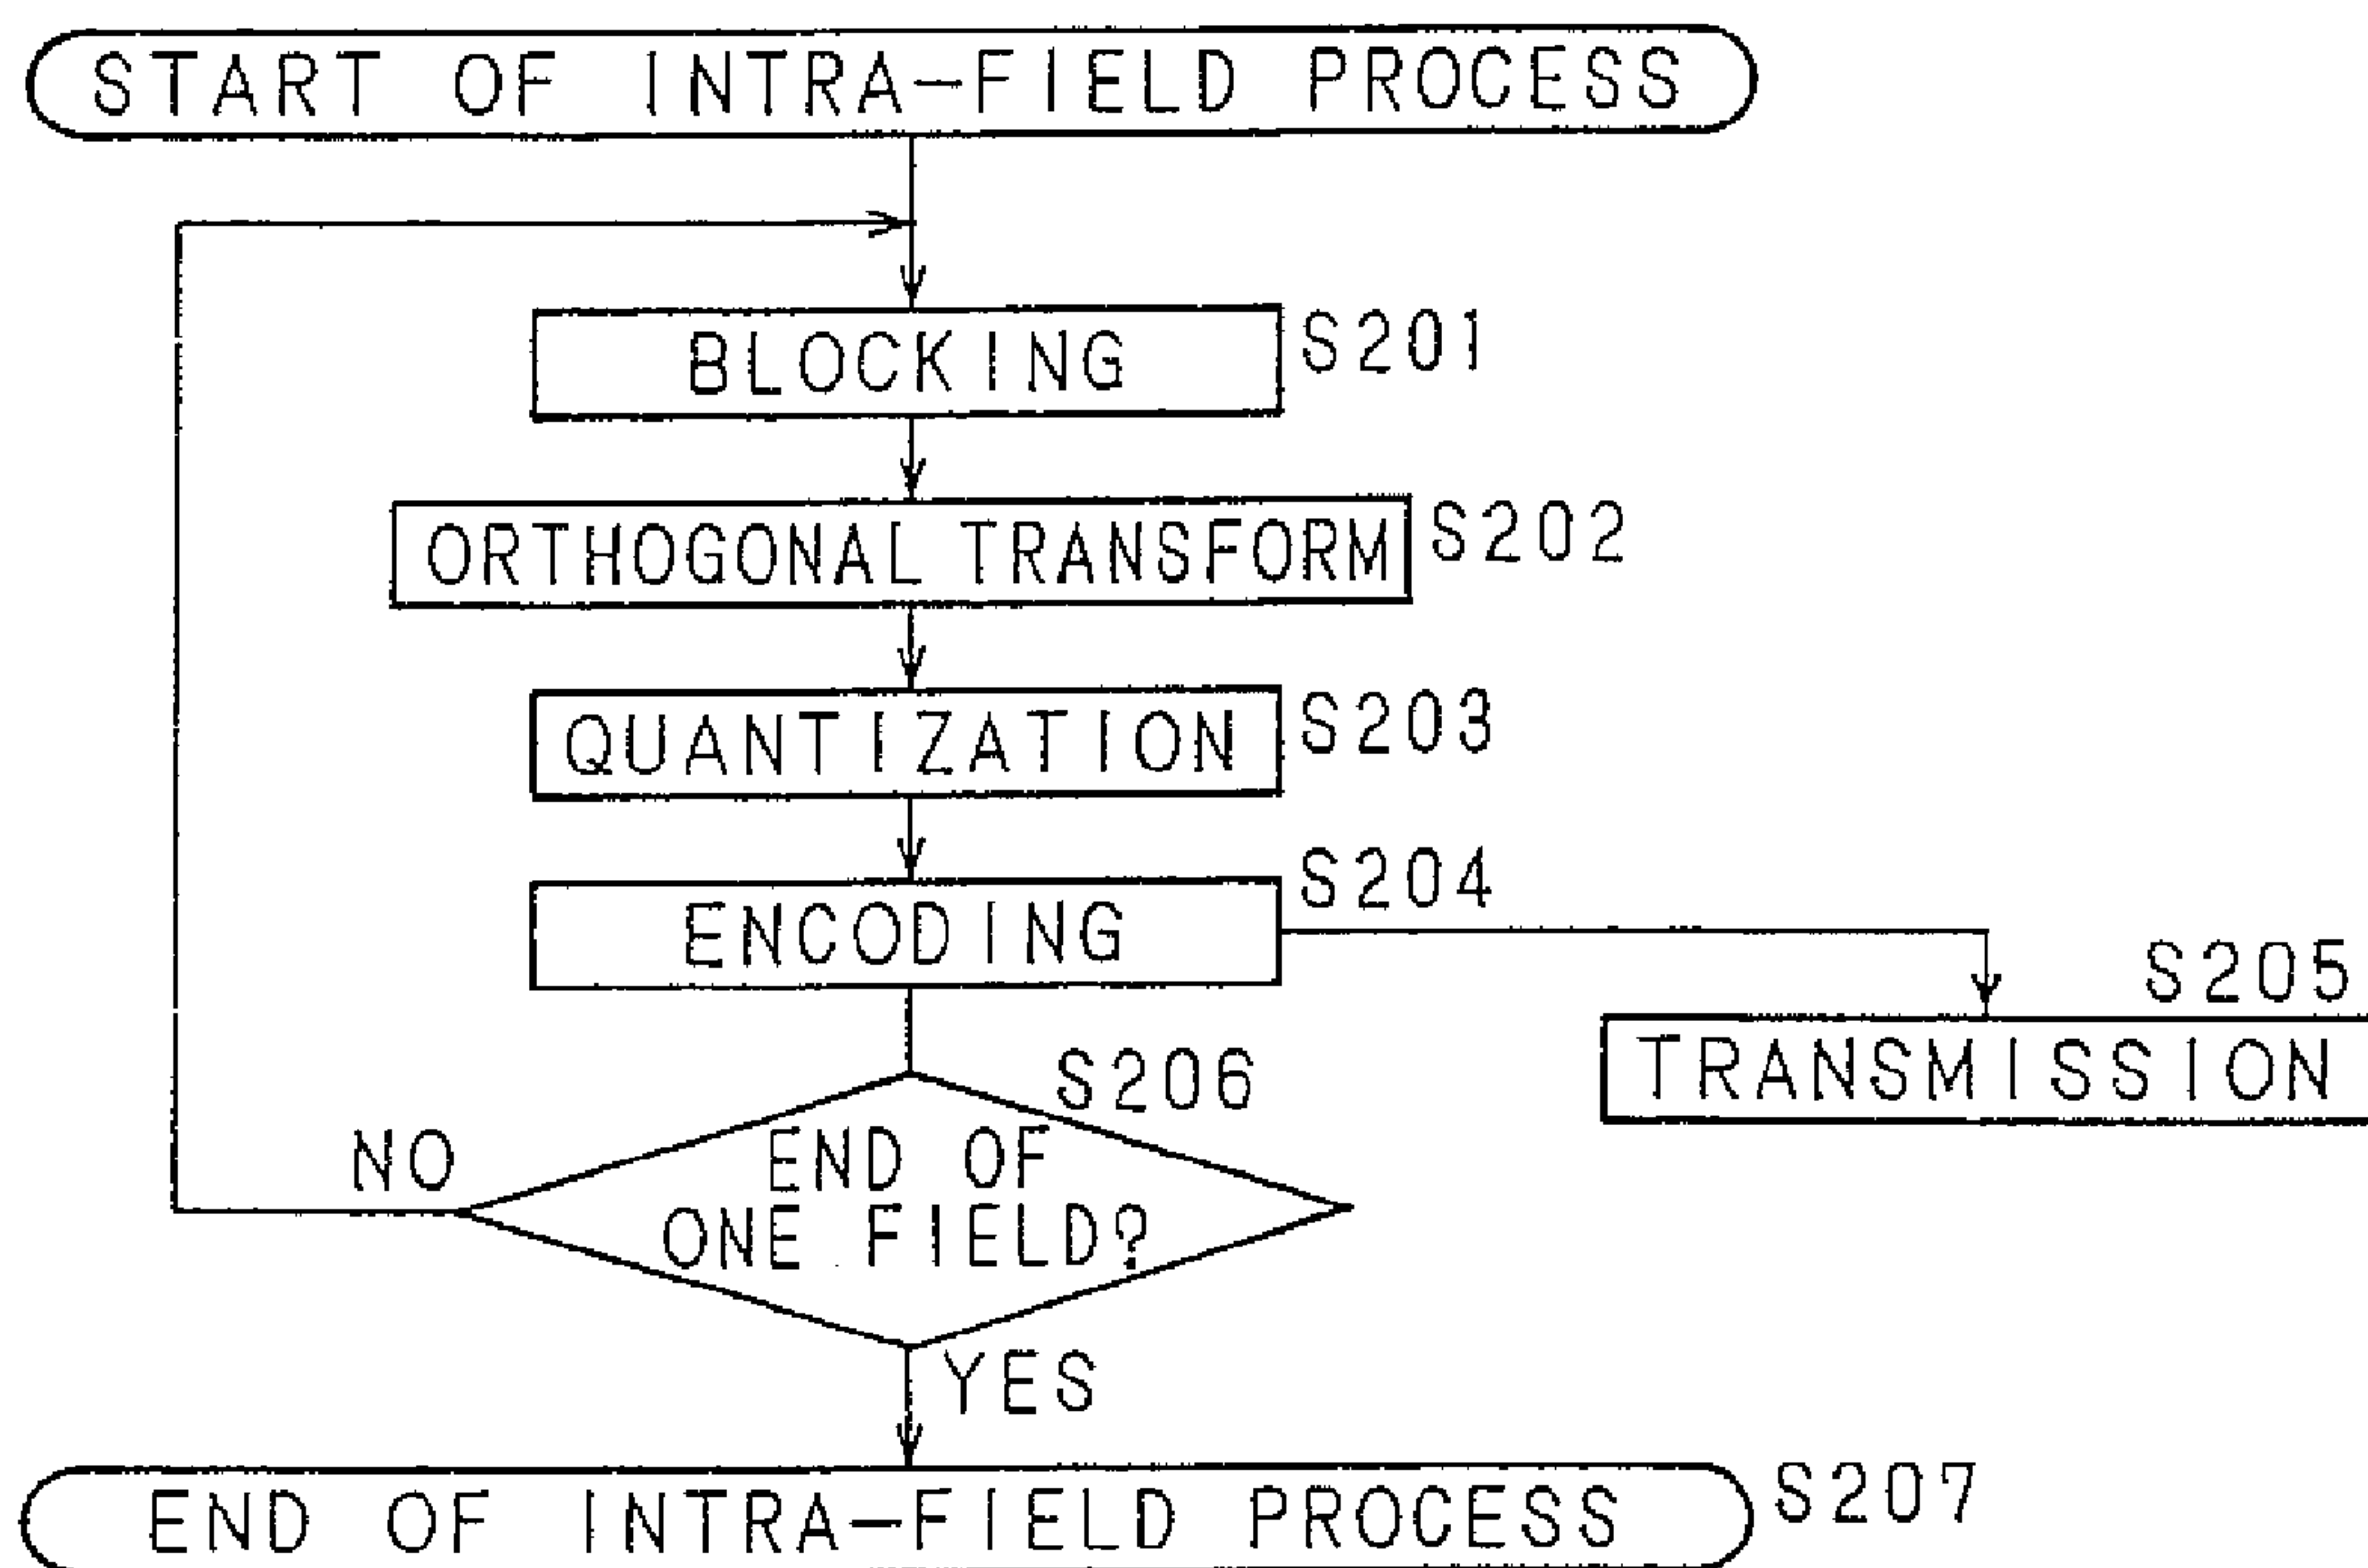 START OF INTRA-FIELD PROCESS
BLOCKING
S201
ORTHOGONAL TRANSFORM
S202
QUANTIZATION
S203
ENCODING
S204
S205
TRANSMISSION
S206
END OF
ONE FIELD?
NO
YES
END OF INTRA-FIELD PROCESS
S207